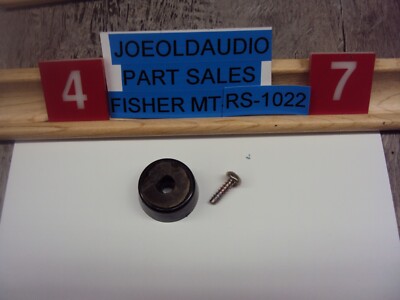 JOEOLDAUDIO
4 PART SALES 7
FISHER MT RS-1022